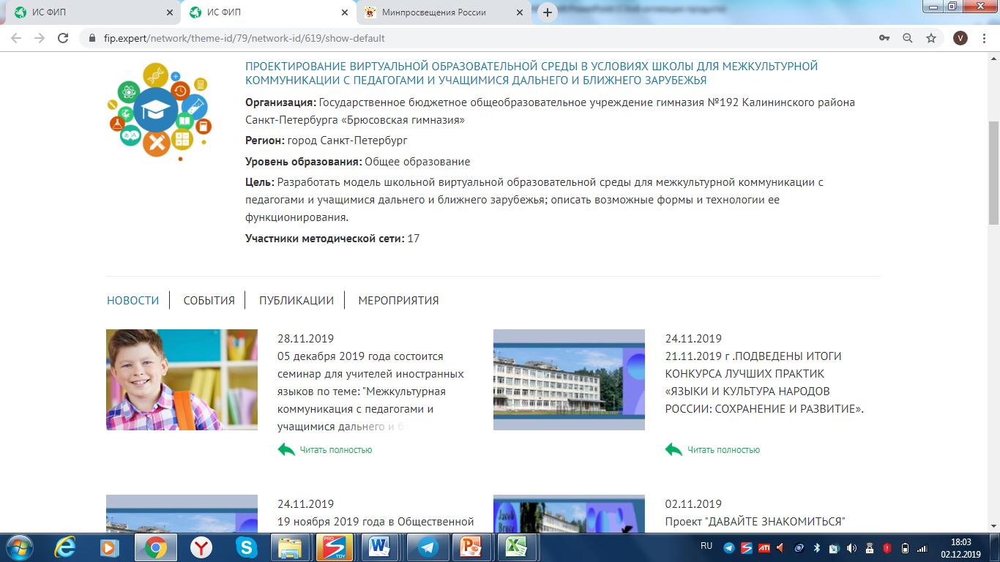 ИС ФИП
ИС ФИП
Минпросвещения России
fip.expert/network/theme-id/79/network-id/619/show-default
V
ПРОЕКТИРОВАНИЕ ВИРТУАЛЬНОЙ ОБРАЗОВАТЕЛЬНОЙ СРЕДЫ В УСЛОВИЯХ ШКОЛЫ ДЛЯ МЕЖКУЛЬТУРНОЙ
КОММУНИКАЦИИ С ПЕДАГОГАМИ И УЧАЩИМИСЯ ДАЛЬНЕГО И БЛИЖНЕГО ЗАРУБЕЖЬЯ
Организация: Государственное бюджетное общеобразовательное учреждение гимназия №192 Калининского района
Санкт-Петербурга «Брюсовская гимназия»
Регион: город Санкт-Петербург
Уровень образования: Общее образование
Цель: Разработать модель школьной виртуальной образовательной среды для межкультурной коммуникации с
педагогами и учащимися дальнего и ближнего зарубежья; описать возможные формы и технологии ее
функционирования.
Участники методической сети: 17
НОВОСТИ
СОБЫТИЯ
ПУБЛИКАЦИИ
МЕРОПРИЯТИЯ
28.11.2019
05 декабря 2019 года состоится
семинар для учителей иностранных
языков по теме: "Межкультурная
коммуникация с педагогами и
учащимися дальнего и
Читать полностью
24.11.2019
21.11.2019 г .ПОДВЕДЕНЫ ИТОГИ
КОНКУРСА ЛУЧШИХ ПРАКТИК
«ЯЗЫКИ И КУЛЬТУРА НАРОДОВ
РОССИИ: СОХРАНЕНИЕ И РАЗВИТИЕ».
Читать полностью
24.11.2019
19 ноября 2019 года в Общественной
Jacob
Bruce
02.11.2019
Проект "ДАВАЙТЕ ЗНАКОМИТЬСЯ"
PRO
TOY
RU
ATI
18:03
02.12.2019